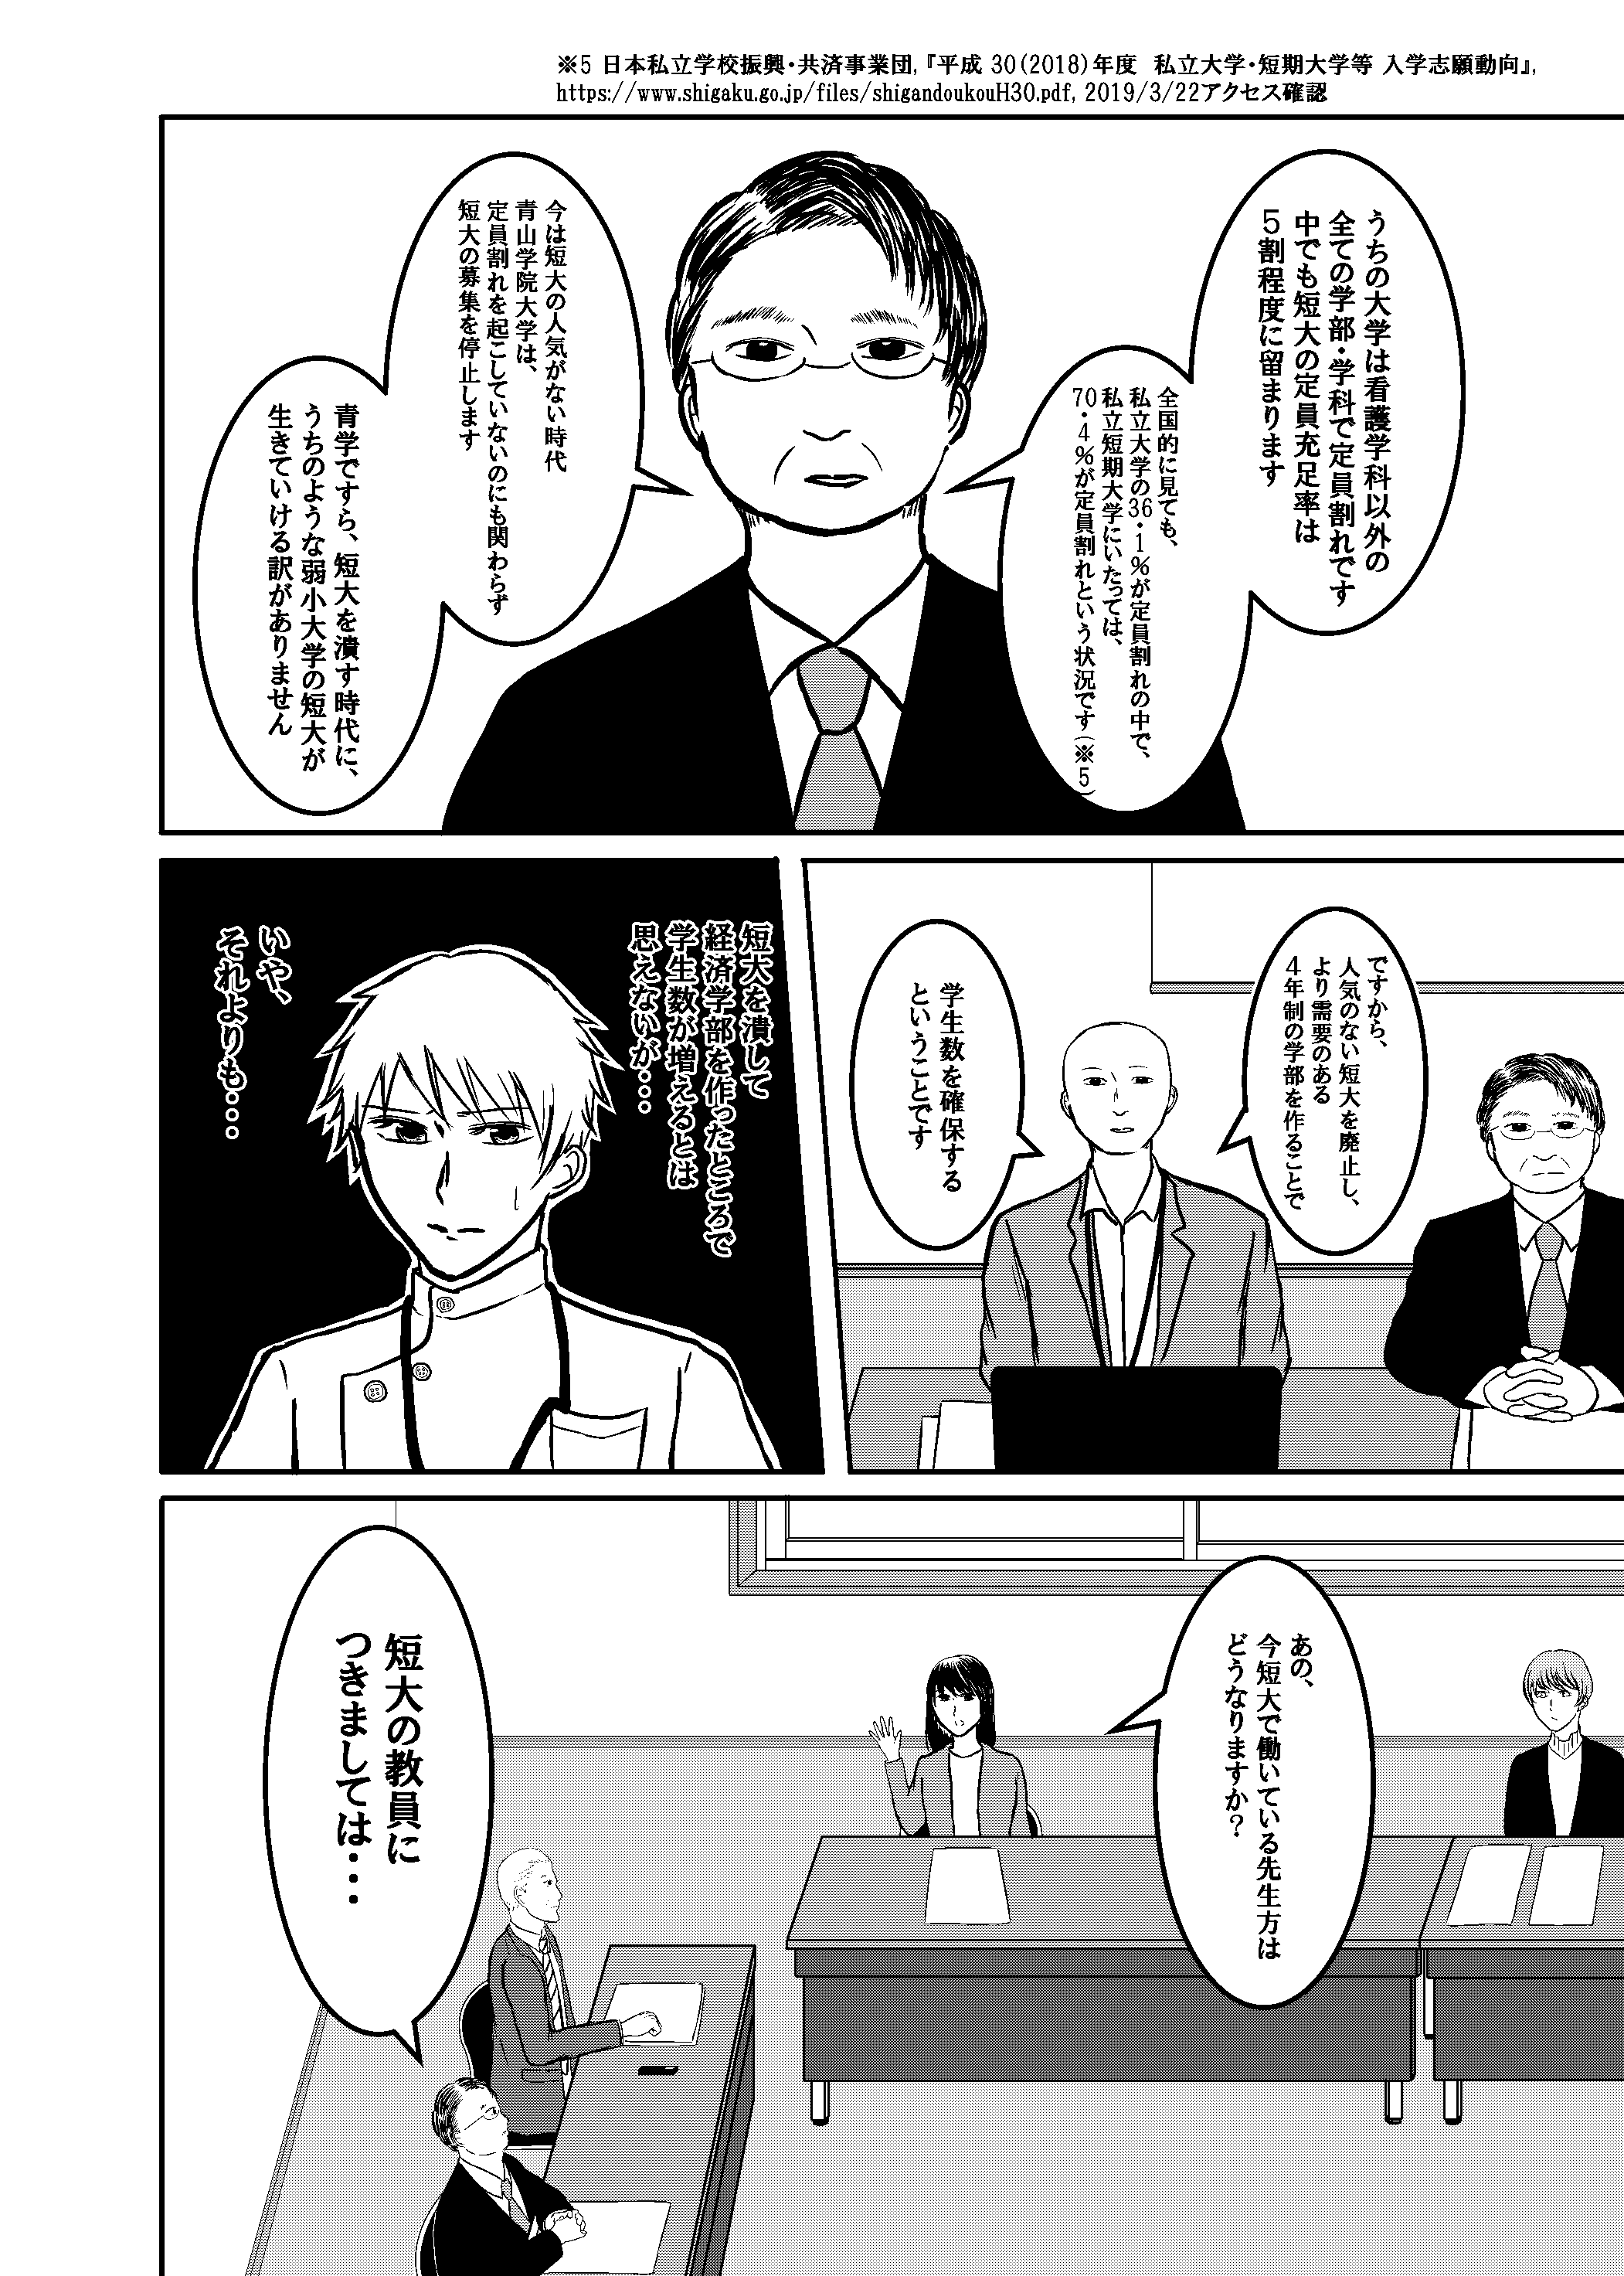 ※5 日本私立学校振興・共済事業団,『平成 30(2018)年度 私立大学・短期大学等 入学志願動向』,
https://www.shigaku.go.jp/files/shigandoukouH30.pdf, 2019/3/22アクセス確認
うちの大学は看護学科以外の
全ての学部・学科で定員割れです
中でも短大の定員充足率は
5割程度に留まります
全国的に見ても、
私立大学の36・1%が定員割れの中で、
私立短期大学にいたっては、
70・4%が定員割れという状況です(※5)
今は短大の人気がない時代
青山学院大学は、
定員割れを起こしていないのにも関わらず
短大の募集を停止します
青学ですら、短大を潰す時代に、
うちのような弱小大学の短大が
生きていける訳がありません
ですから、
人気のない短大を廃止し、
より需要のある
4年制の学部を作ることで
学生数を確保する
ということです
短大を潰して
経済学部を作ったところで
学生数が増えるとは
思えないが・・・
いや、
それよりも・・・
あの、
今短大で働いている先生方は
どうなりますか?
短大の教員に
つきましては・・・